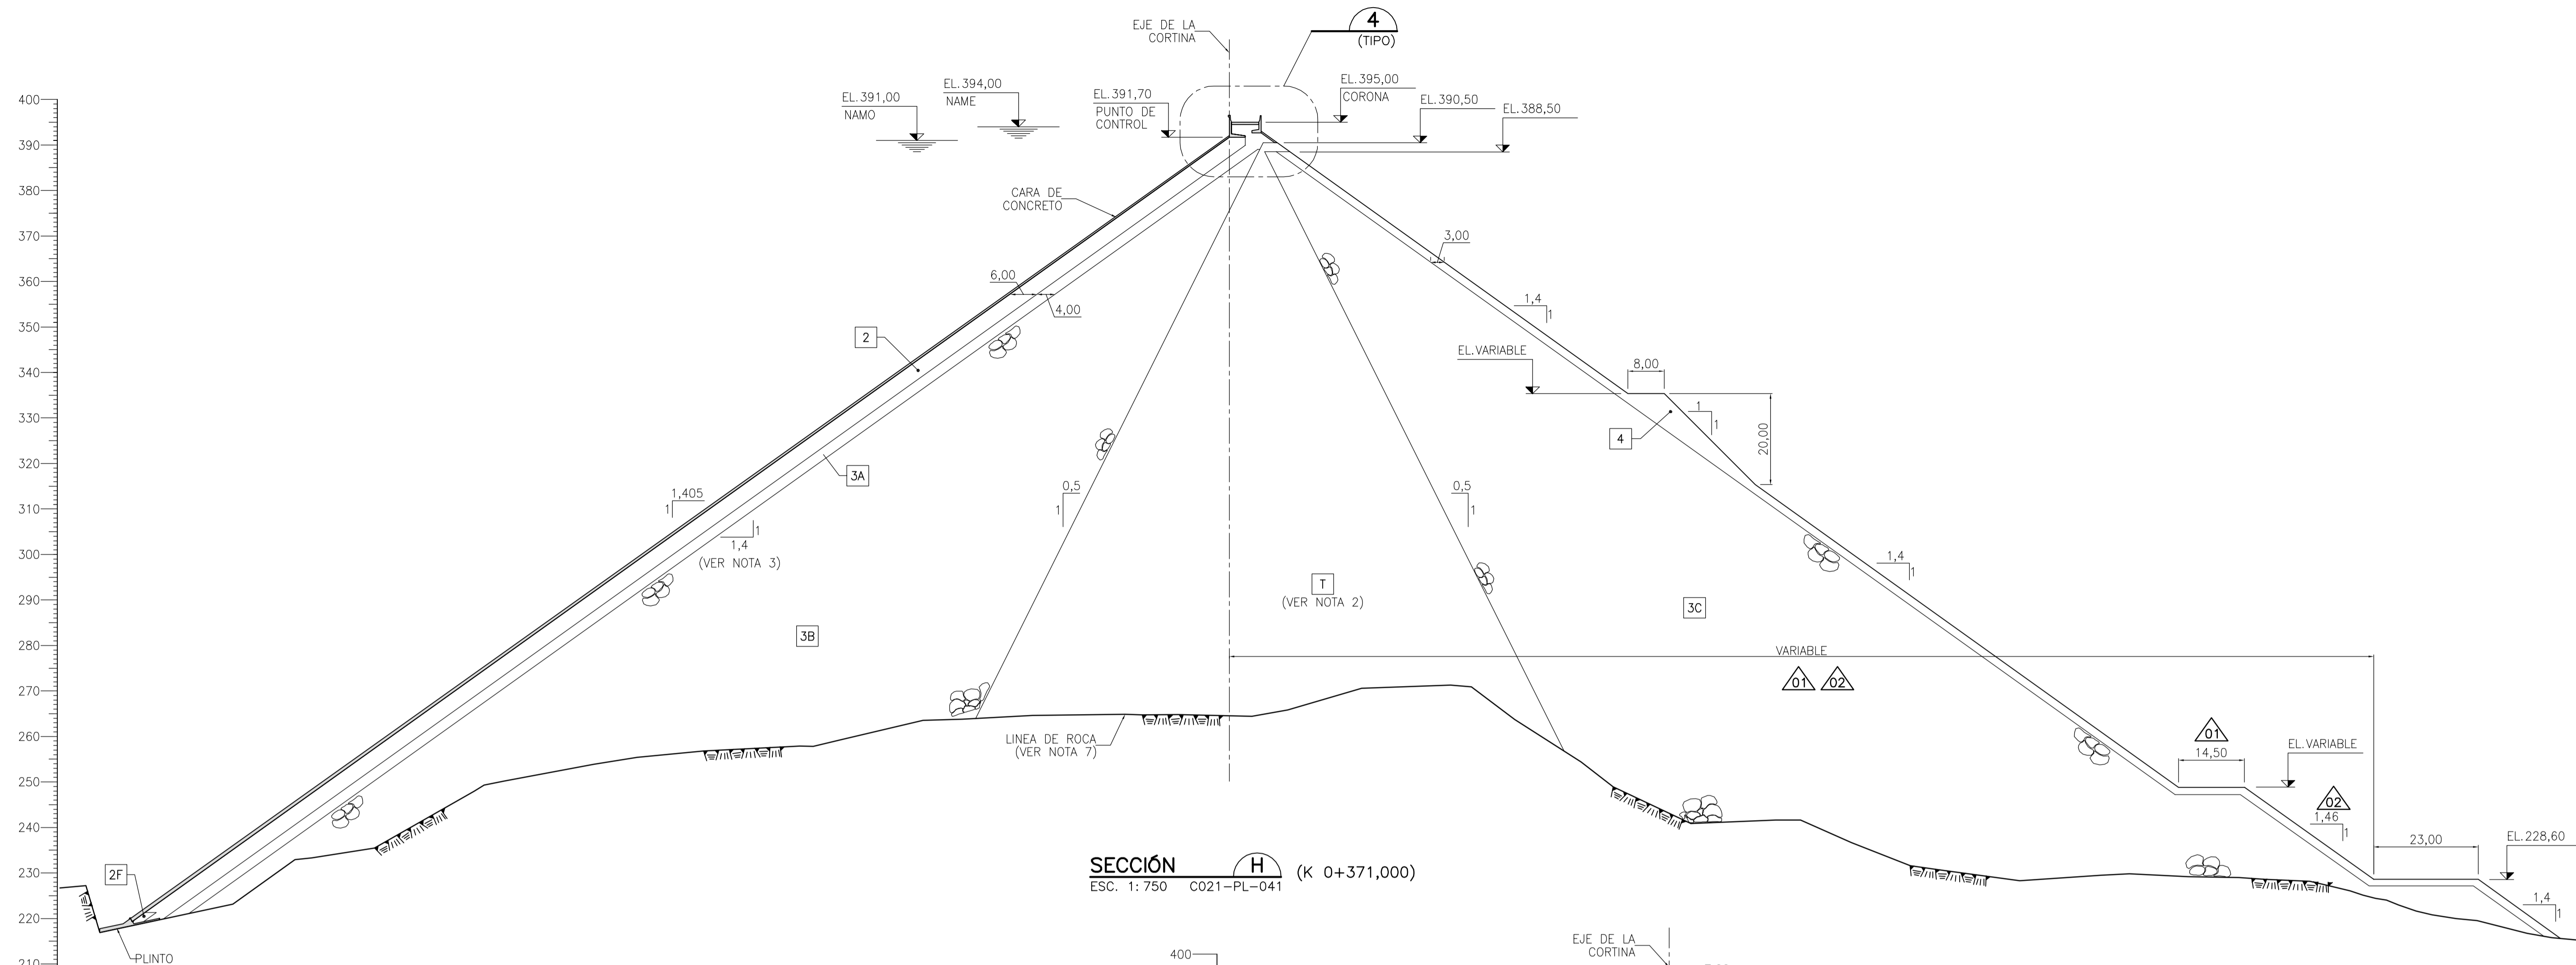 EJE DE LA
CORTINA
4
(TIPO)
EL.391,00
NAMO
EL.394,00
NAME
EL.391,70
PUNTO DE
CONTROL
EL.395,00
CORONA
EL.390,50
EL.388,50
400
390
380
370
360
350
340
330
320
310
300
290
280
270
260
250
240
230
220
210
CARA DE
CONCRETO
3,00
6,00
4,00
1,4
1
2
EL.VARIABLE
8,00
1
1
20,00
4
3A
1,405
1
1
1,4
(VER NOTA 3)
0,5
1
0,5
1
1,4
1
T
(VER NOTA 2)
3C
3B
VARIABLE
01
02
LINEA DE ROCA
(VER NOTA 7)
01
14,50
EL.VARIABLE
02
1,46
1
23,00
EL.228,60
1,4
1
2F
PLINTO
SECCIÓN H (K 0+371,000)
ESC. 1:750 C021-PL-041
EJE DE LA
CORTINA
400